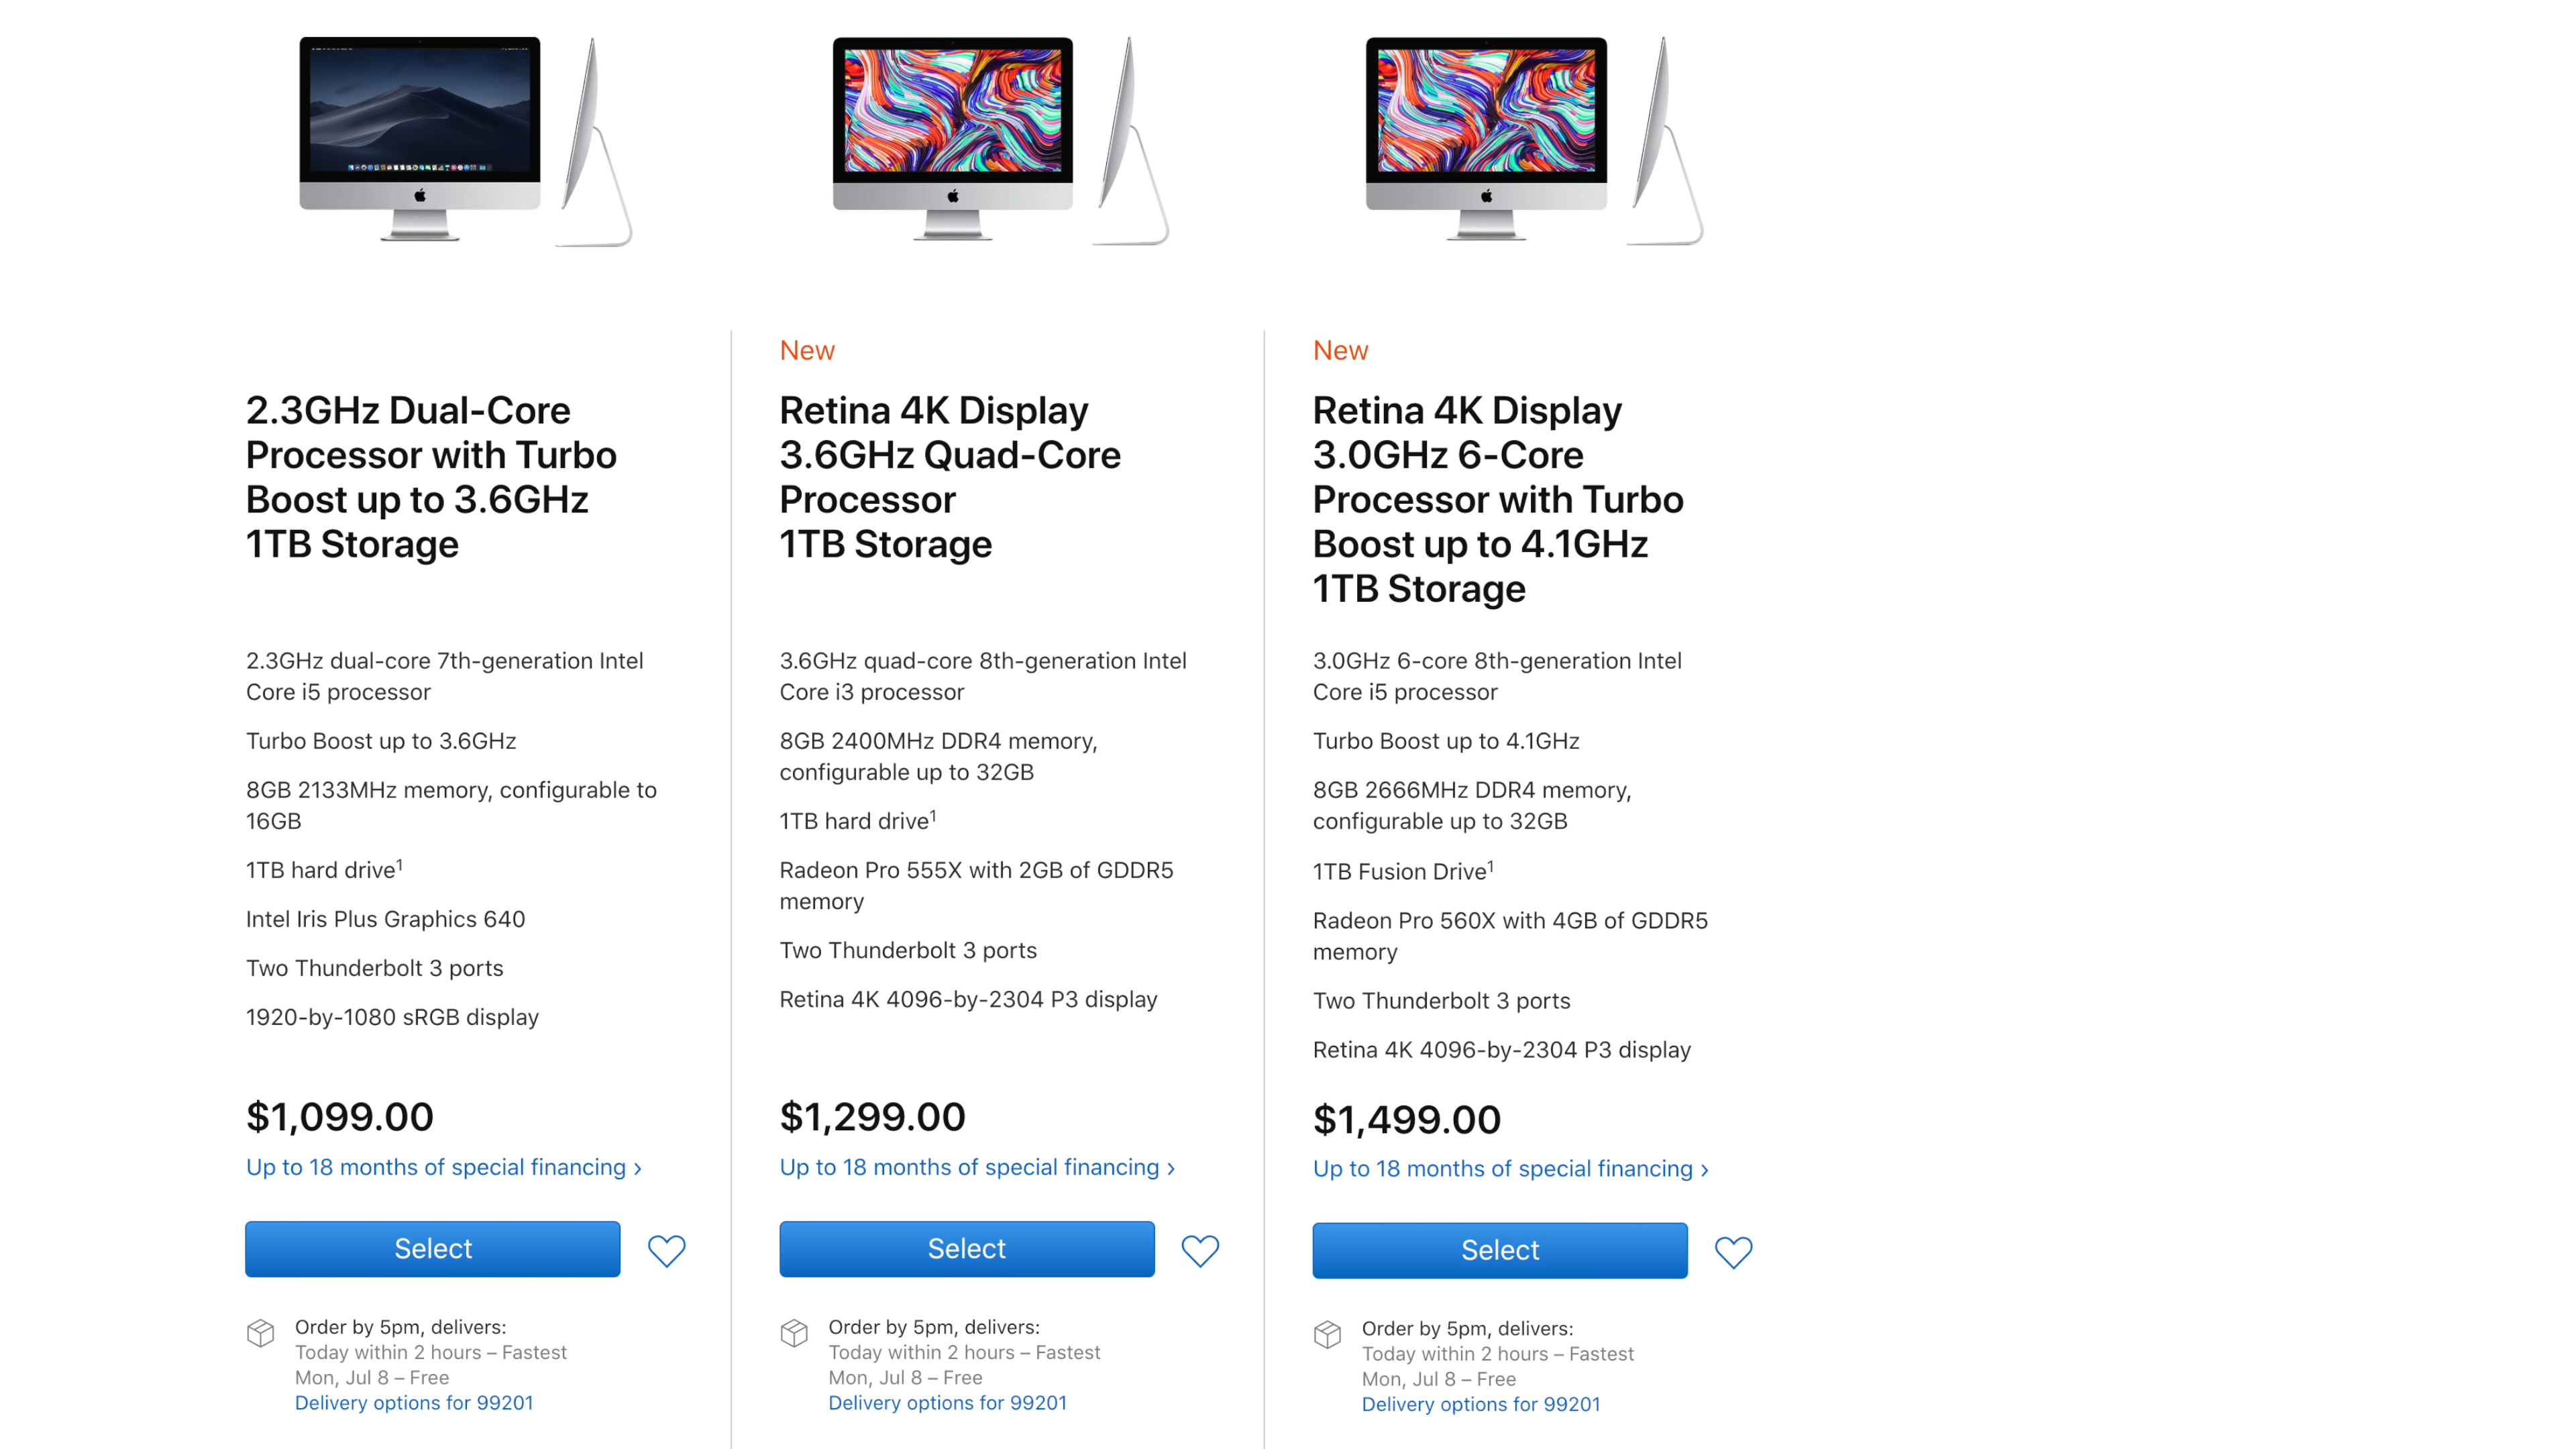 2.3GHz Dual-Core
Processor with Turbo
Boost up to 3.6GHz
1TB Storage
2.3GHz dual-core 7th-generation Intel
Core i5 processor
Turbo Boost up to 3.6GHz
8GB 2133MHz memory, configurable to
16GB
1TB hard drive¹
Intel Iris Plus Graphics 640
Two Thunderbolt 3 ports
1920-by-1080 sRGB display
$1,099.00
Up to 18 months of special financing ›
Select
Order by 5pm, delivers:
Today within 2 hours – Fastest
Mon, Jul 8 – Free
Delivery options for 99201
New
Retina 4K Display
3.6GHz Quad-Core
Processor
1TB Storage
3.6GHz quad-core 8th-generation Intel
Core i3 processor
8GB 2400MHz DDR4 memory,
configurable up to 32GB
1TB hard drive¹
Radeon Pro 555X with 2GB of GDDR5
memory
Two Thunderbolt 3 ports
Retina 4K 4096-by-2304 P3 display
$1,299.00
Up to 18 months of special financing ›
Select
Order by 5pm, delivers:
Today within 2 hours – Fastest
Mon, Jul 8 – Free
Delivery options for 99201
New
Retina 4K Display
3.0GHz 6-Core
Processor with Turbo
Boost up to 4.1GHz
1TB Storage
3.0GHz 6-core 8th-generation Intel
Core i5 processor
Turbo Boost up to 4.1GHz
8GB 2666MHz DDR4 memory,
configurable up to 32GB
1TB Fusion Drive¹
Radeon Pro 560X with 4GB of GDDR5
memory
Two Thunderbolt 3 ports
Retina 4K 4096-by-2304 P3 display
$1,499.00
Up to 18 months of special financing ›
Select
Order by 5pm, delivers:
Today within 2 hours – Fastest
Mon, Jul 8 – Free
Delivery options for 99201